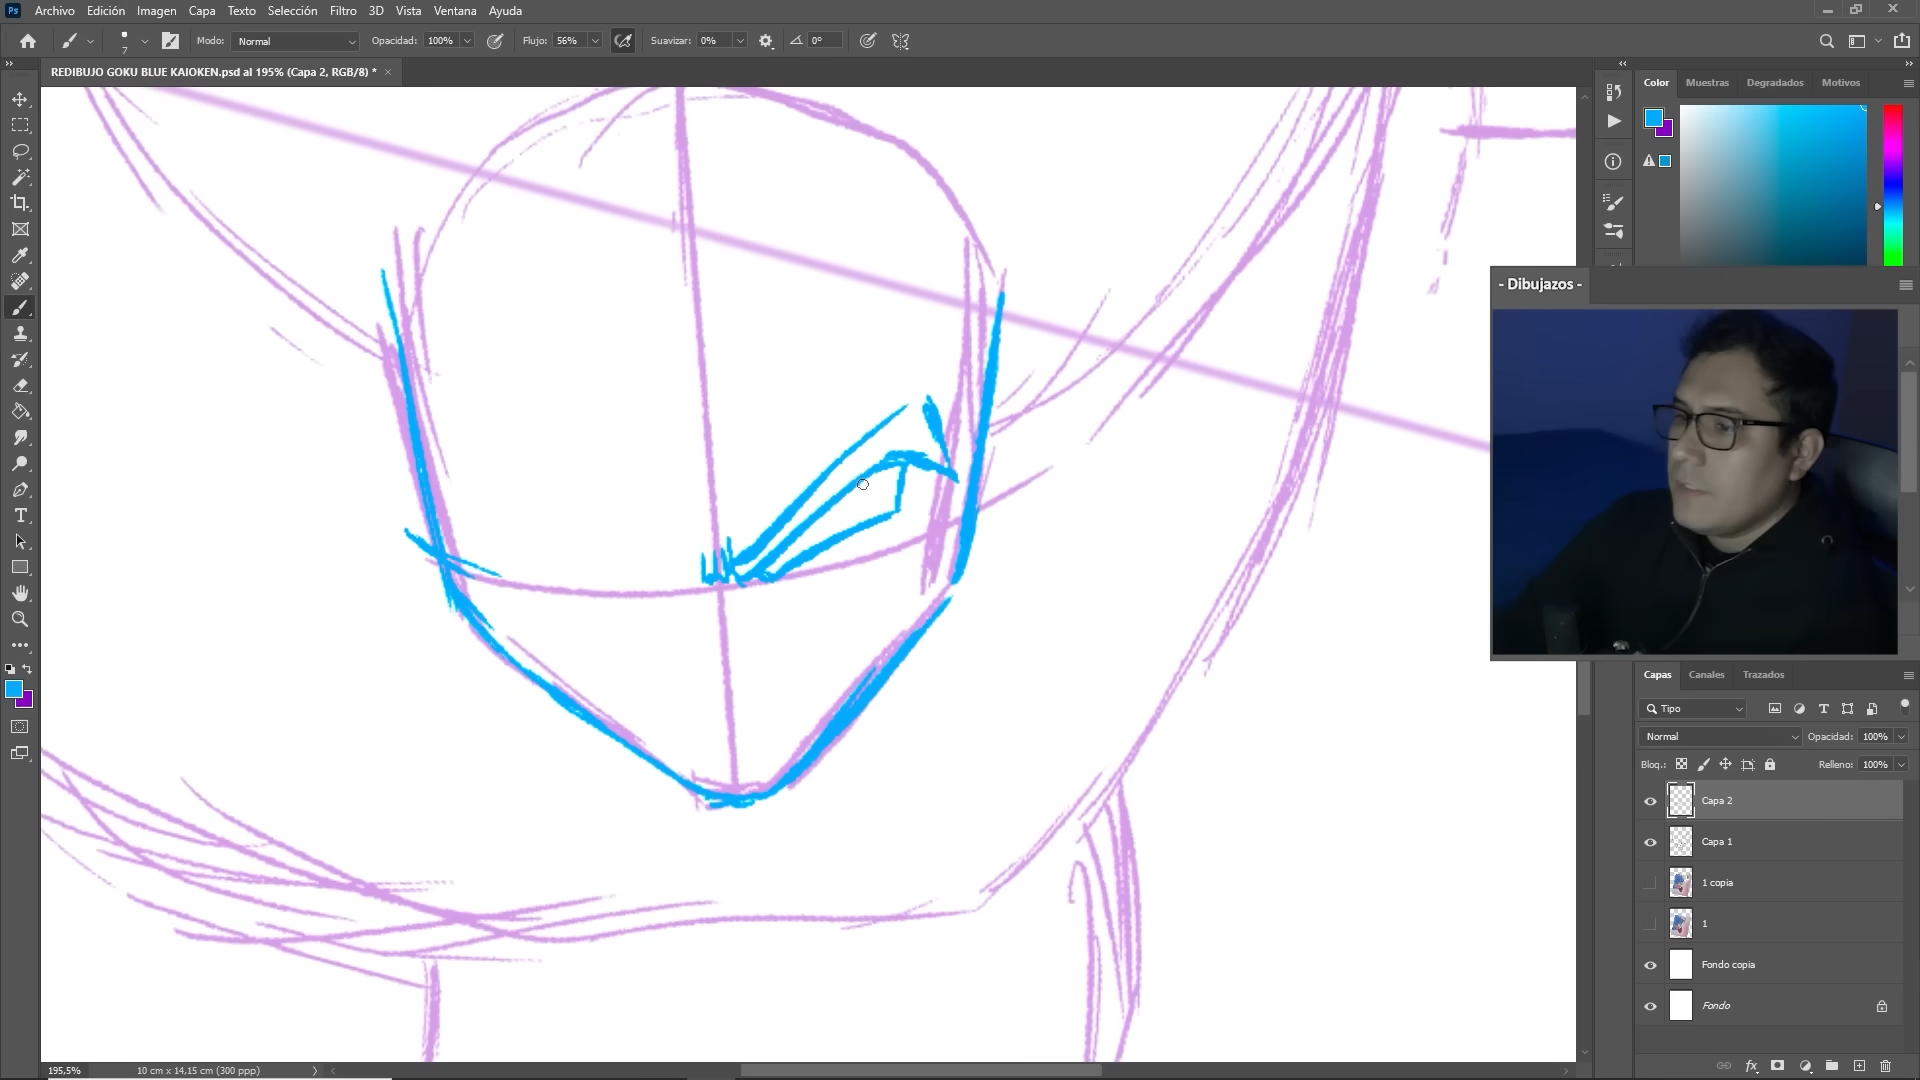 Ps Archivo Edición Imagen Capa Texto Selección Filtro 3D Vista Ventana Ayuda
7 Modo: Normal Opacidad: 100% Flujo: 56% Suavizar: 0% 0°
REDIBUJO GOKU BLUE KAIOKEN.psd al 195% (Capa 2, RGB/8) *
Color Muestras Degradados Motivos
- Dibujazos -
Capas Canales Trazados
Tipo
Normal Opacidad: 100%
Bloq.: Relleno: 100%
Capa 2
Capa 1
1 copia
1
Fondo copia
Fondo
195,5% 10 cm x 14,15 cm (300 ppp)